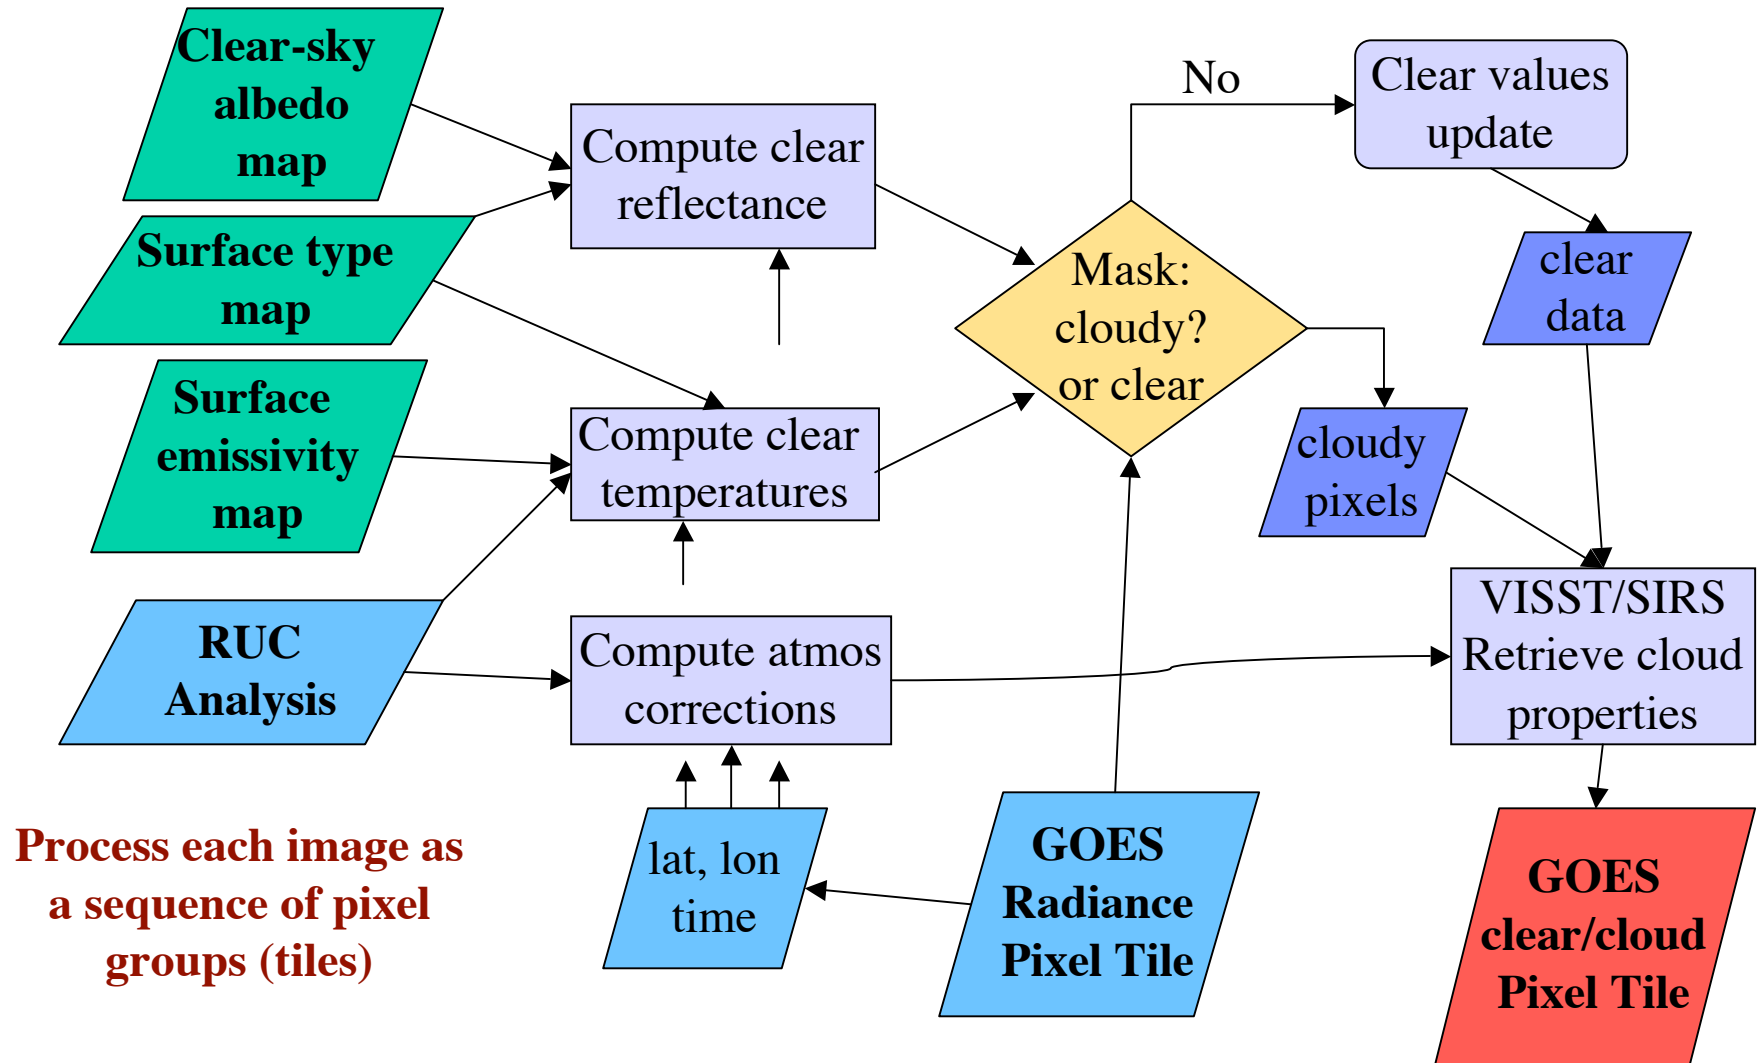 Clear-sky
albedo
map
Surface type
map
Surface
emissivity
map
RUC
Analysis
Process each image as
a sequence of pixel
groups (tiles)
Compute clear
reflectance
Compute clear
temperatures
Compute atmos
corrections
lat, lon
time
Mask:
cloudy?
or clear
GOES
Radiance
Pixel Tile
No
Clear values
update
clear
data
cloudy
pixels
VISST/SIRS
Retrieve cloud
properties
GOES
clear/cloud
Pixel Tile